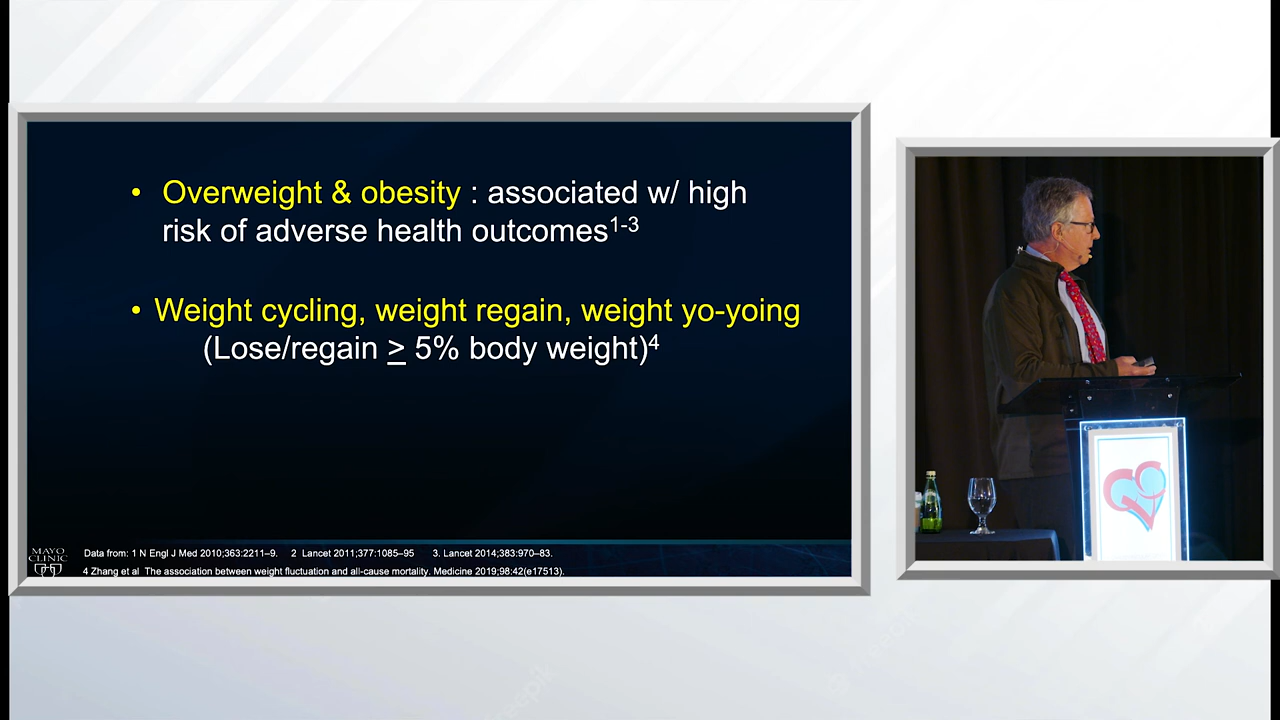 • Overweight & obesity : associated w/ high
risk of adverse health outcomes1-3
• Weight cycling, weight regain, weight yo-yoing
(Lose/regain ≥ 5% body weight)4
MAYO
CLINIC
Data from: 1 N Engl J Med 2010;363:2211–9. 2 Lancet 2011;377:1085–95 3. Lancet 2014;383:970–83.
4 Zhang et al The association between weight fluctuation and all-cause mortality. Medicine 2019;98:42(e17513).